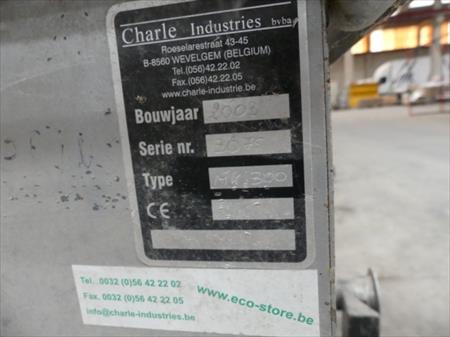 Charle Industries bvba
Roeselarestraat 43-45
B-8560 WEVELGEM (BELGIUM)
Tel.(056)42.22.02
Fax.(056)42.22.05
www.charle-industrie.be
Bouwjaar
Serie nr.
Type
CE
Tel. 0032 (0)56 42 22 02
Fax. 0032 (0)56 42 22 05
info@charle-industries.be
www.eco-store.be